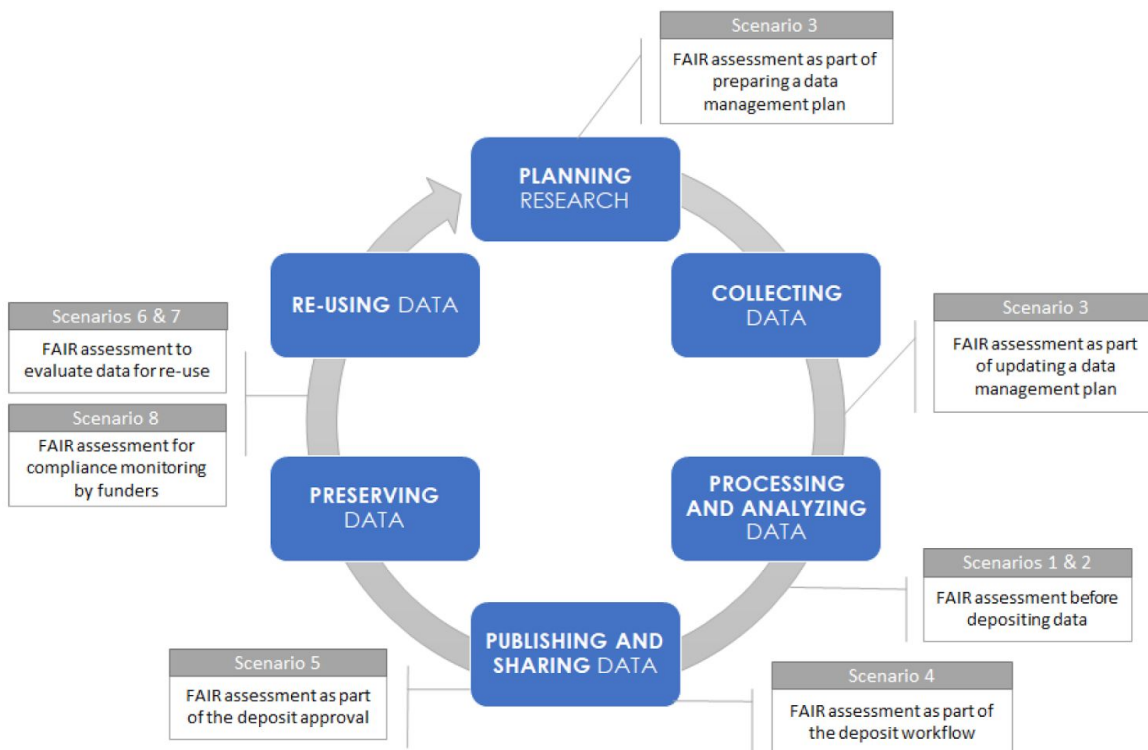 Scenario 3
FAIR assessment as part of
preparing a data
management plan
PLANNING
RESEARCH
COLLECTING
DATA
Scenario 3
FAIR assessment as part
of updating a data
management plan
PROCESSING
AND ANALYZING
DATA
Scenarios 1 & 2
FAIR assessment before
depositing data
PUBLISHING AND
SHARING DATA
Scenario 4
FAIR assessment as part of
the deposit workflow
Scenario 5
FAIR assessment as part
of the deposit approval
PRESERVING
DATA
Scenarios 6 & 7
FAIR assessment to
evaluate data for re-use
Scenario 8
FAIR assessment for
compliance monitoring
by funders
RE-USING DATA